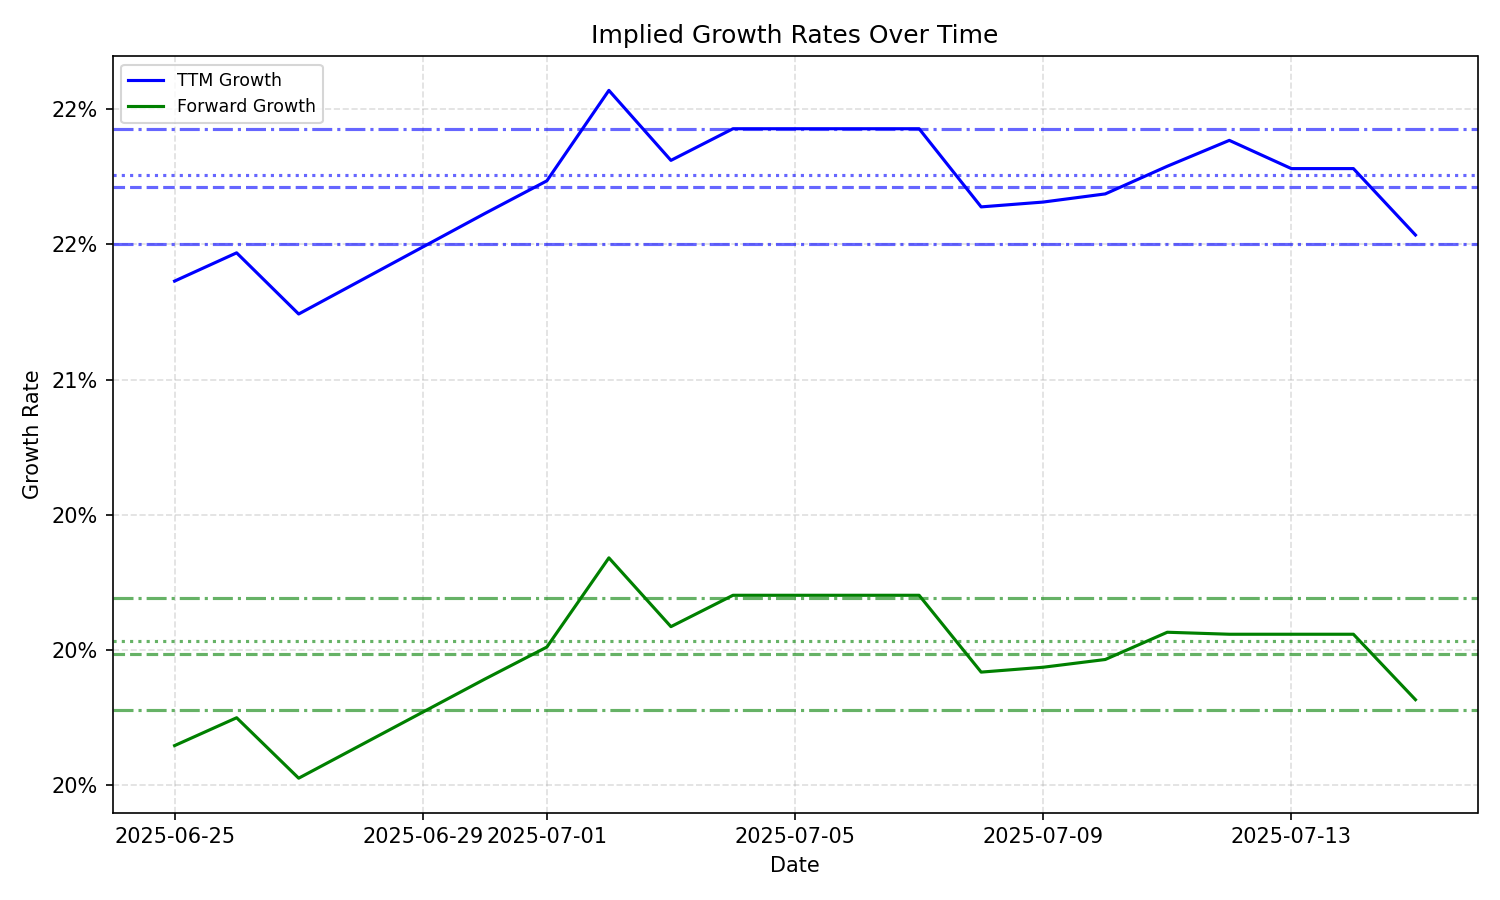 Implied Growth Rates Over Time
TTM Growth
Forward Growth
22%
22%
21%
20%
20%
20%
Growth Rate
2025-06-25
2025-06-29
2025-07-01
2025-07-05
2025-07-09
2025-07-13
Date